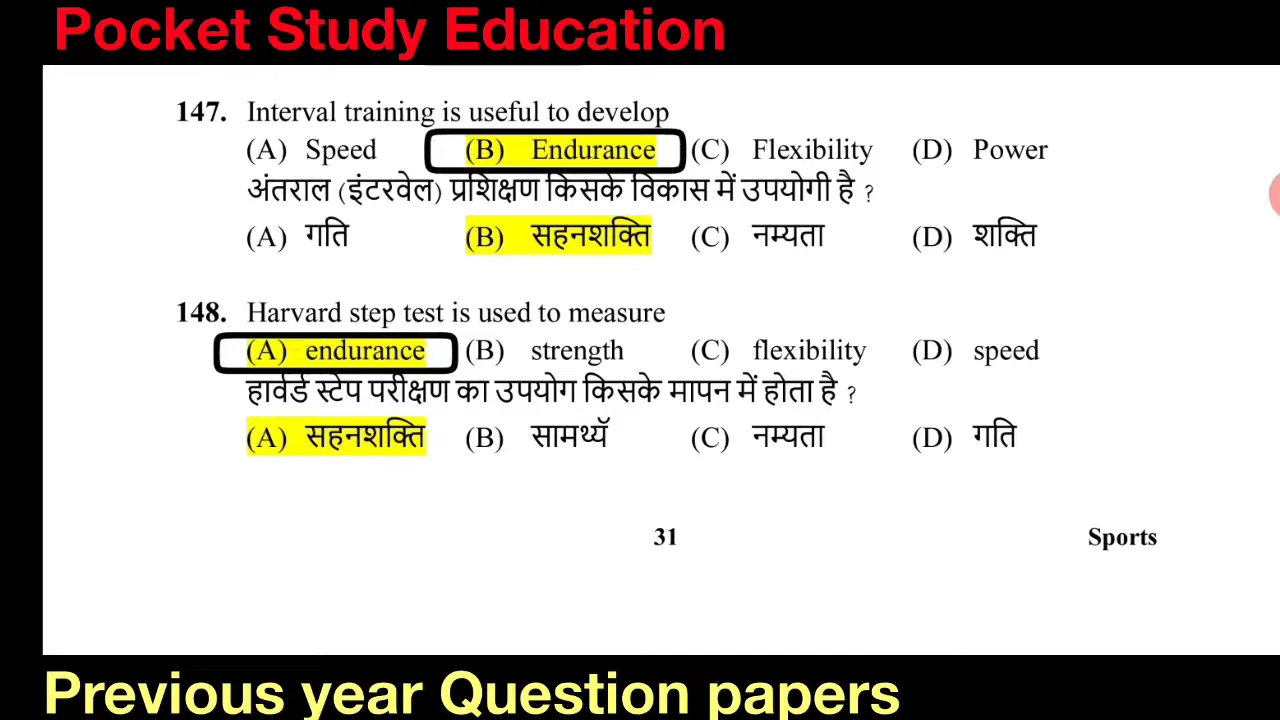 Pocket Study Education
147. Interval training is useful to develop
(A) Speed (B) Endurance (C) Flexibility (D) Power
अंतराल (इंटरवेल) प्रशिक्षण किसके विकास में उपयोगी है ?
(A) गति (B) सहनशक्ति (C) नम्यता (D) शक्ति
148. Harvard step test is used to measure
(A) endurance (B) strength (C) flexibility (D) speed
हार्वर्ड स्टेप परीक्षण का उपयोग किसके मापन में होता है ?
(A) सहनशक्ति (B) सामथ्यॅ (C) नम्यता (D) गति
31 Sports
Previous year Question papers